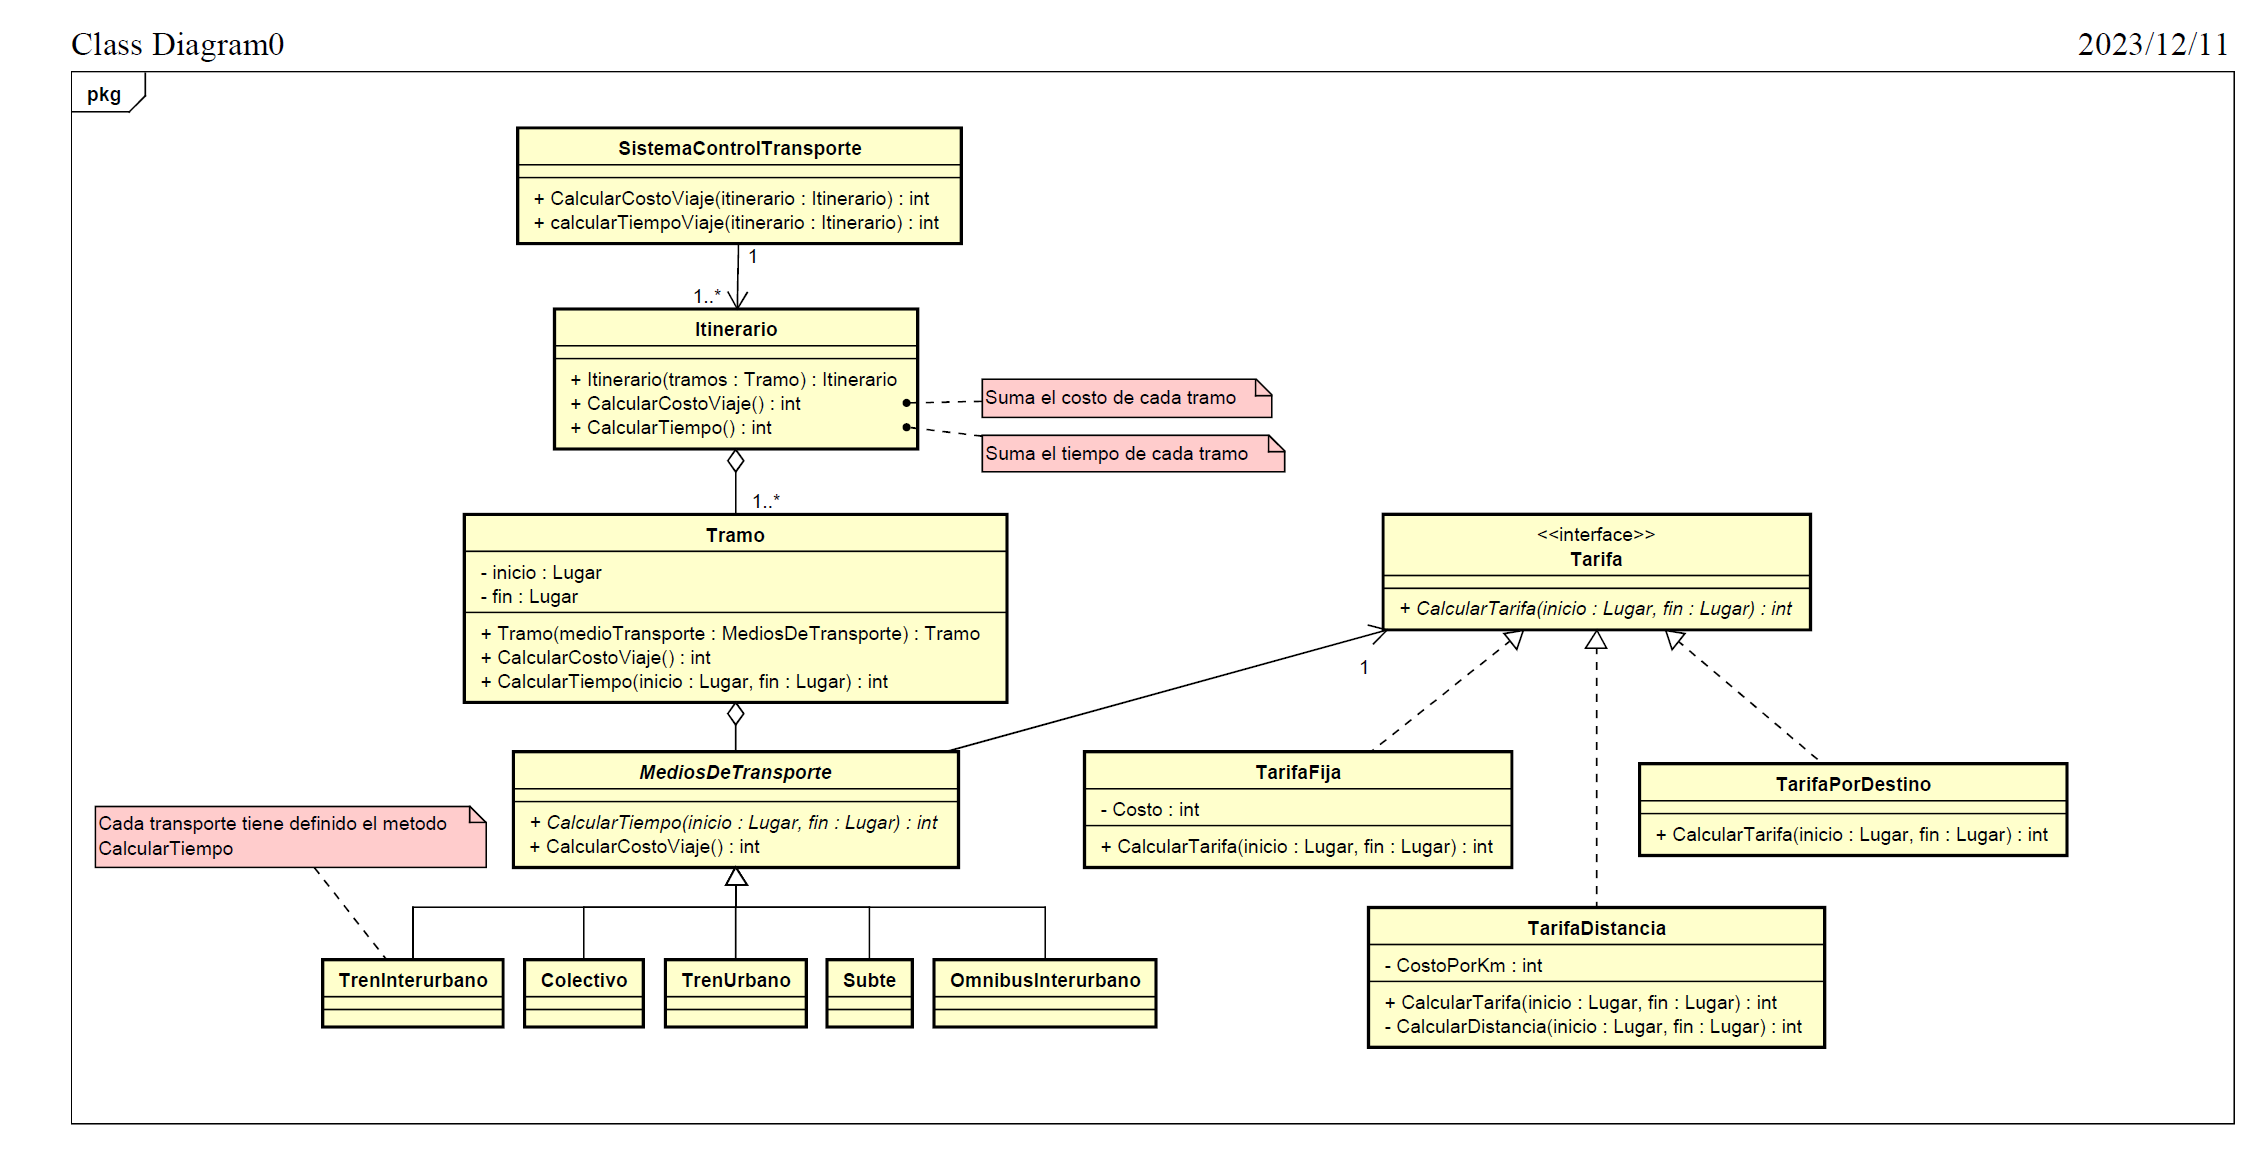 Class Diagram0
2023/12/11
pkg
SistemaControlTransporte
+ CalcularCostoViaje(itinerario : Itinerario) : int
+ calcularTiempoViaje(itinerario : Itinerario) : int
1
1..*
Itinerario
+ Itinerario(tramos : Tramo) : Itinerario
+ CalcularCostoViaje() : int
+ CalcularTiempo() : int
Suma el costo de cada tramo
Suma el tiempo de cada tramo
1..*
Tramo
- inicio : Lugar
- fin : Lugar
+ Tramo(medioTransporte : MediosDeTransporte) : Tramo
+ CalcularCostoViaje() : int
+ CalcularTiempo(inicio : Lugar, fin : Lugar) : int
<<interface>>
Tarifa
+ CalcularTarifa(inicio : Lugar, fin : Lugar) : int
1
MediosDeTransporte
+ CalcularTiempo(inicio : Lugar, fin : Lugar) : int
+ CalcularCostoViaje() : int
TarifaFija
- Costo : int
+ CalcularTarifa(inicio : Lugar, fin : Lugar) : int
TarifaPorDestino
+ CalcularTarifa(inicio : Lugar, fin : Lugar) : int
Cada transporte tiene definido el metodo
CalcularTiempo
TrenInterurbano
Colectivo
TrenUrbano
Subte
OmnibusInterurbano
TarifaDistancia
- CostoPorKm : int
+ CalcularTarifa(inicio : Lugar, fin : Lugar) : int
- CalcularDistancia(inicio : Lugar, fin : Lugar) : int